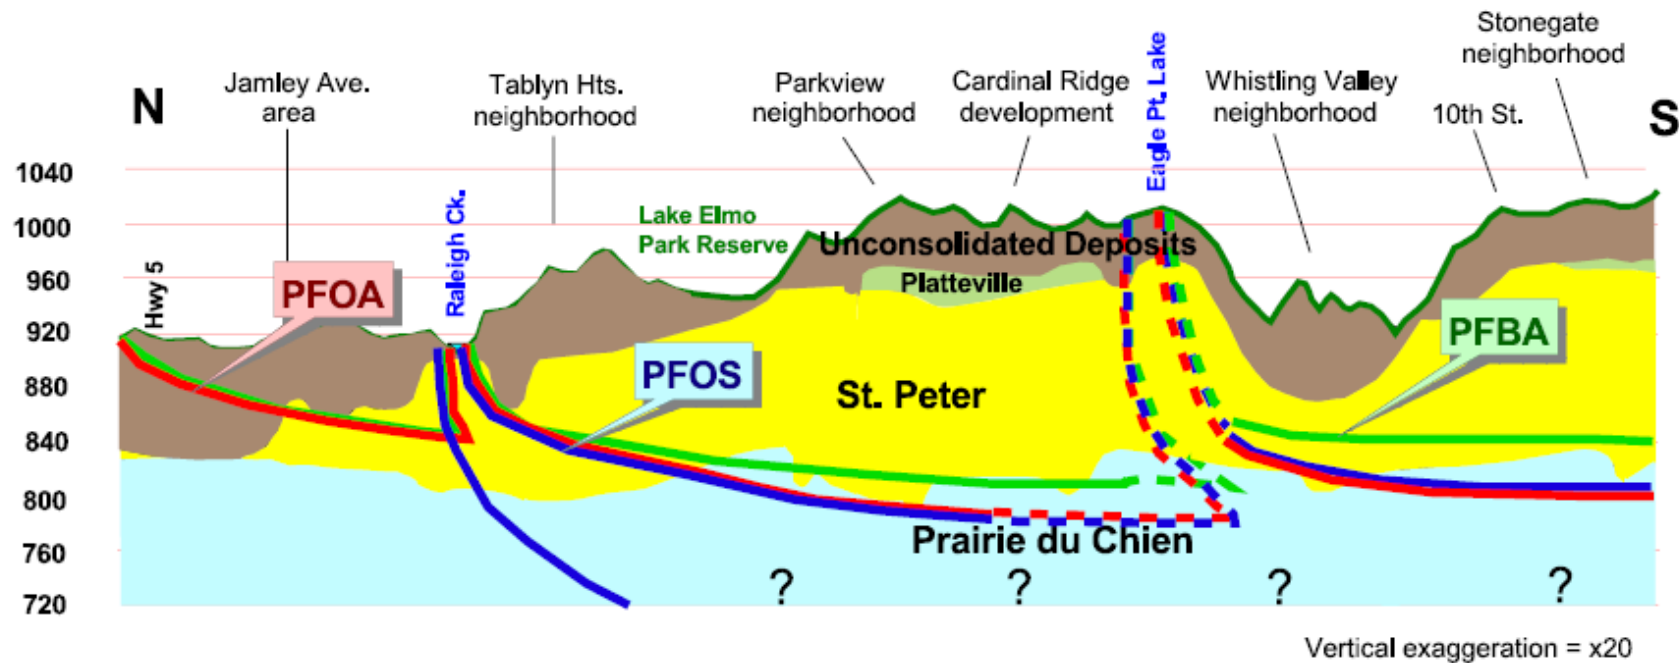 Stonegate
neighborhood
Jamley Ave.
area
Tablyn Hts.
neighborhood
Parkview
neighborhood
Cardinal Ridge
development
Eagle Pt. Lake
Whistling Valley
neighborhood
10th St.
N
S
1040
1000
960
920
880
840
800
760
720
Hwy 5
Raleigh Ck.
Lake Elmo
Park Reserve
Unconsolidated Deposits
Platteville
PFOA
PFOS
PFBA
St. Peter
Prairie du Chien
? ? ? ?
Vertical exaggeration = x20